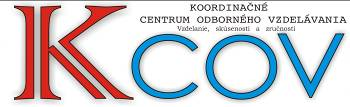 KOORDINAČNÉ
CENTRUM ODBORNÉHO VZDELÁVANIA
Vzdelanie, skúsenosti a zručnosti
KCOV